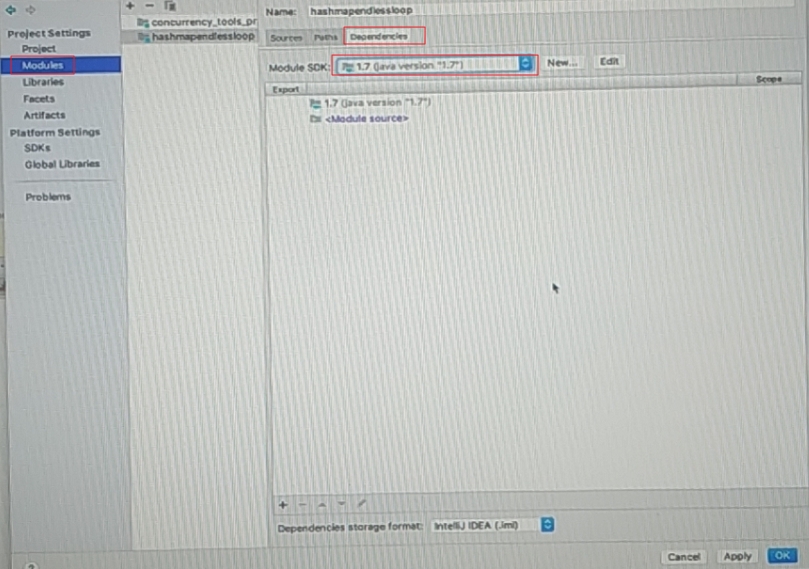 Project Settings
Project
Modules
Libraries
Facets
Artifacts
Platform Settings
SDKs
Global Libraries
Problems
concurrency_tools_pr
hashmapendlessloop
Name: hashmapendlessloop
Sources Paths Dependencies
Module SDK: 1.7 (java version "1.7") New... Edit
Export Scope
1.7 (java version "1.7")
<Module source>
Dependencies storage format: IntelliJ IDEA (.iml)
? Cancel Apply OK